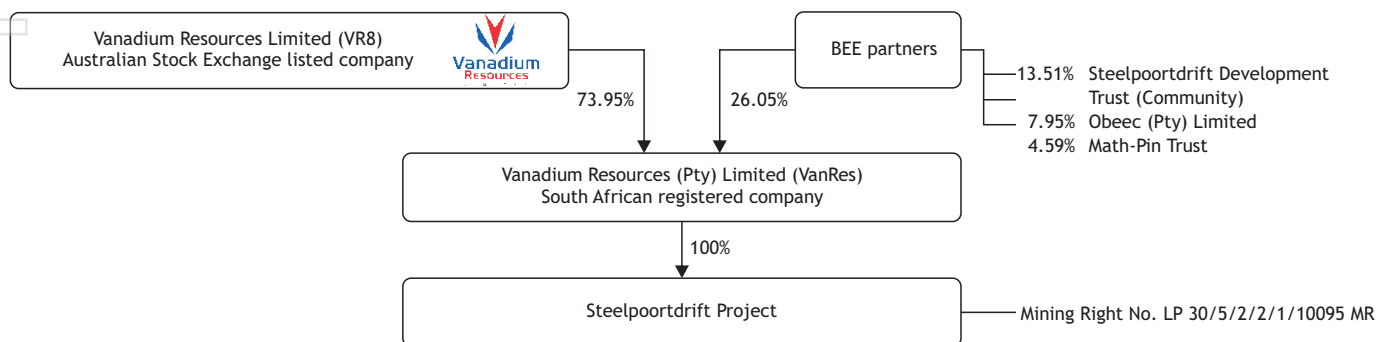 Vanadium Resources Limited (VR8)
Australian Stock Exchange listed company
Vanadium
Resources
BEE partners
13.51% Steelpoortdrift Development
Trust (Community)
7.95% Obeec (Pty) Limited
4.59% Math-Pin Trust
73.95%
26.05%
Vanadium Resources (Pty) Limited (VanRes)
South African registered company
100%
Steelpoortdrift Project
Mining Right No. LP 30/5/2/2/1/10095 MR